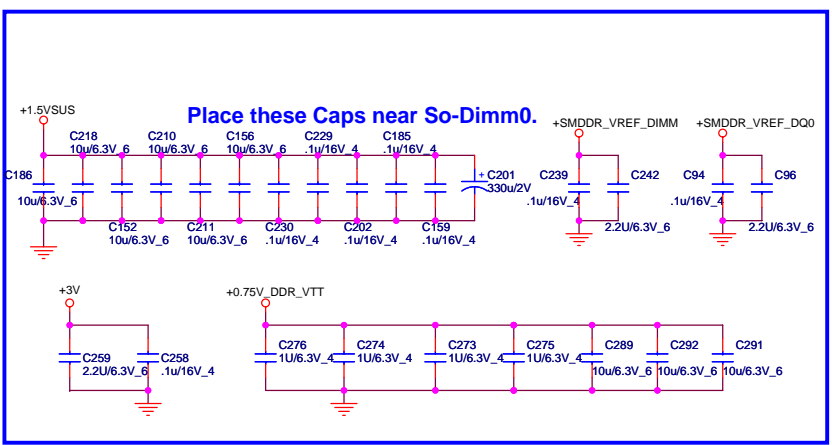 Place these Caps near So-Dimm0.
+1.5VSUS
+SMDDR_VREF_DIMM
+SMDDR_VREF_DQ0
C218
10u/6.3V_6
C210
10u/6.3V_6
C156
10u/6.3V_6
C229
.1u/16V_4
C185
.1u/16V_4
C186
10u/6.3V_6
C201
+
330u/2V
C239
.1u/16V_4
C242
2.2U/6.3V_6
C94
.1u/16V_4
C96
2.2U/6.3V_6
C152
10u/6.3V_6
C211
10u/6.3V_6
C230
.1u/16V_4
C202
.1u/16V_4
C159
.1u/16V_4
+3V
+0.75V_DDR_VTT
C259
2.2U/6.3V_6
C258
.1u/16V_4
C276
1U/6.3V_4
C274
1U/6.3V_4
C273
1U/6.3V_4
C275
1U/6.3V_4
C289
10u/6.3V_6
C292
10u/6.3V_6
C291
10u/6.3V_6